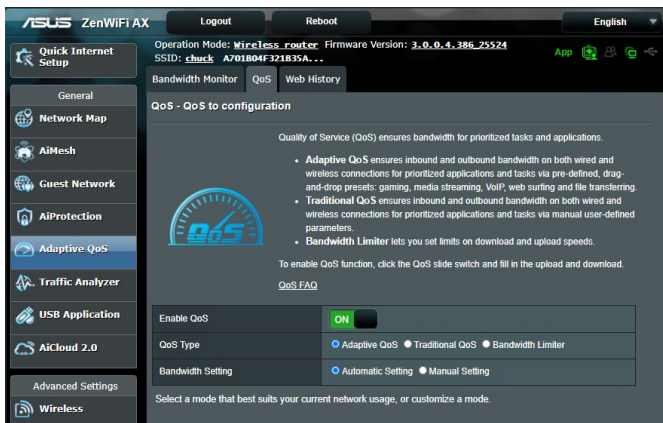 ASUS ZenWiFi AX Logout Reboot English
Quick Internet Setup
General
Network Map
AiMesh
Guest Network
AiProtection
Adaptive QoS
Traffic Analyzer
USB Application
AiCloud 2.0
Advanced Settings
Wireless
Operation Mode: Wireless router Firmware Version: 3.0.0.4.386_25524
SSID: chuck A701B04F321B35A...
App
Bandwidth Monitor QoS Web History
QoS - QoS to configuration
QoS
Quality of Service (QoS) ensures bandwidth for prioritized tasks and applications.
• Adaptive QoS ensures inbound and outbound bandwidth on both wired and
wireless connections for prioritized applications and tasks via pre-defined, drag-
and-drop presets: gaming, media streaming, VoIP, web surfing and file transferring.
• Traditional QoS ensures inbound and outbound bandwidth on both wired and
wireless connections for prioritized applications and tasks via manual user-defined
parameters.
• Bandwidth Limiter lets you set limits on download and upload speeds.
To enable QoS function, click the QoS slide switch and fill in the upload and download.
QoS FAQ
Enable QoS ON
QoS Type Adaptive QoS Traditional QoS Bandwidth Limiter
Bandwidth Setting Automatic Setting Manual Setting
Select a mode that best suits your current network usage, or customize a mode.